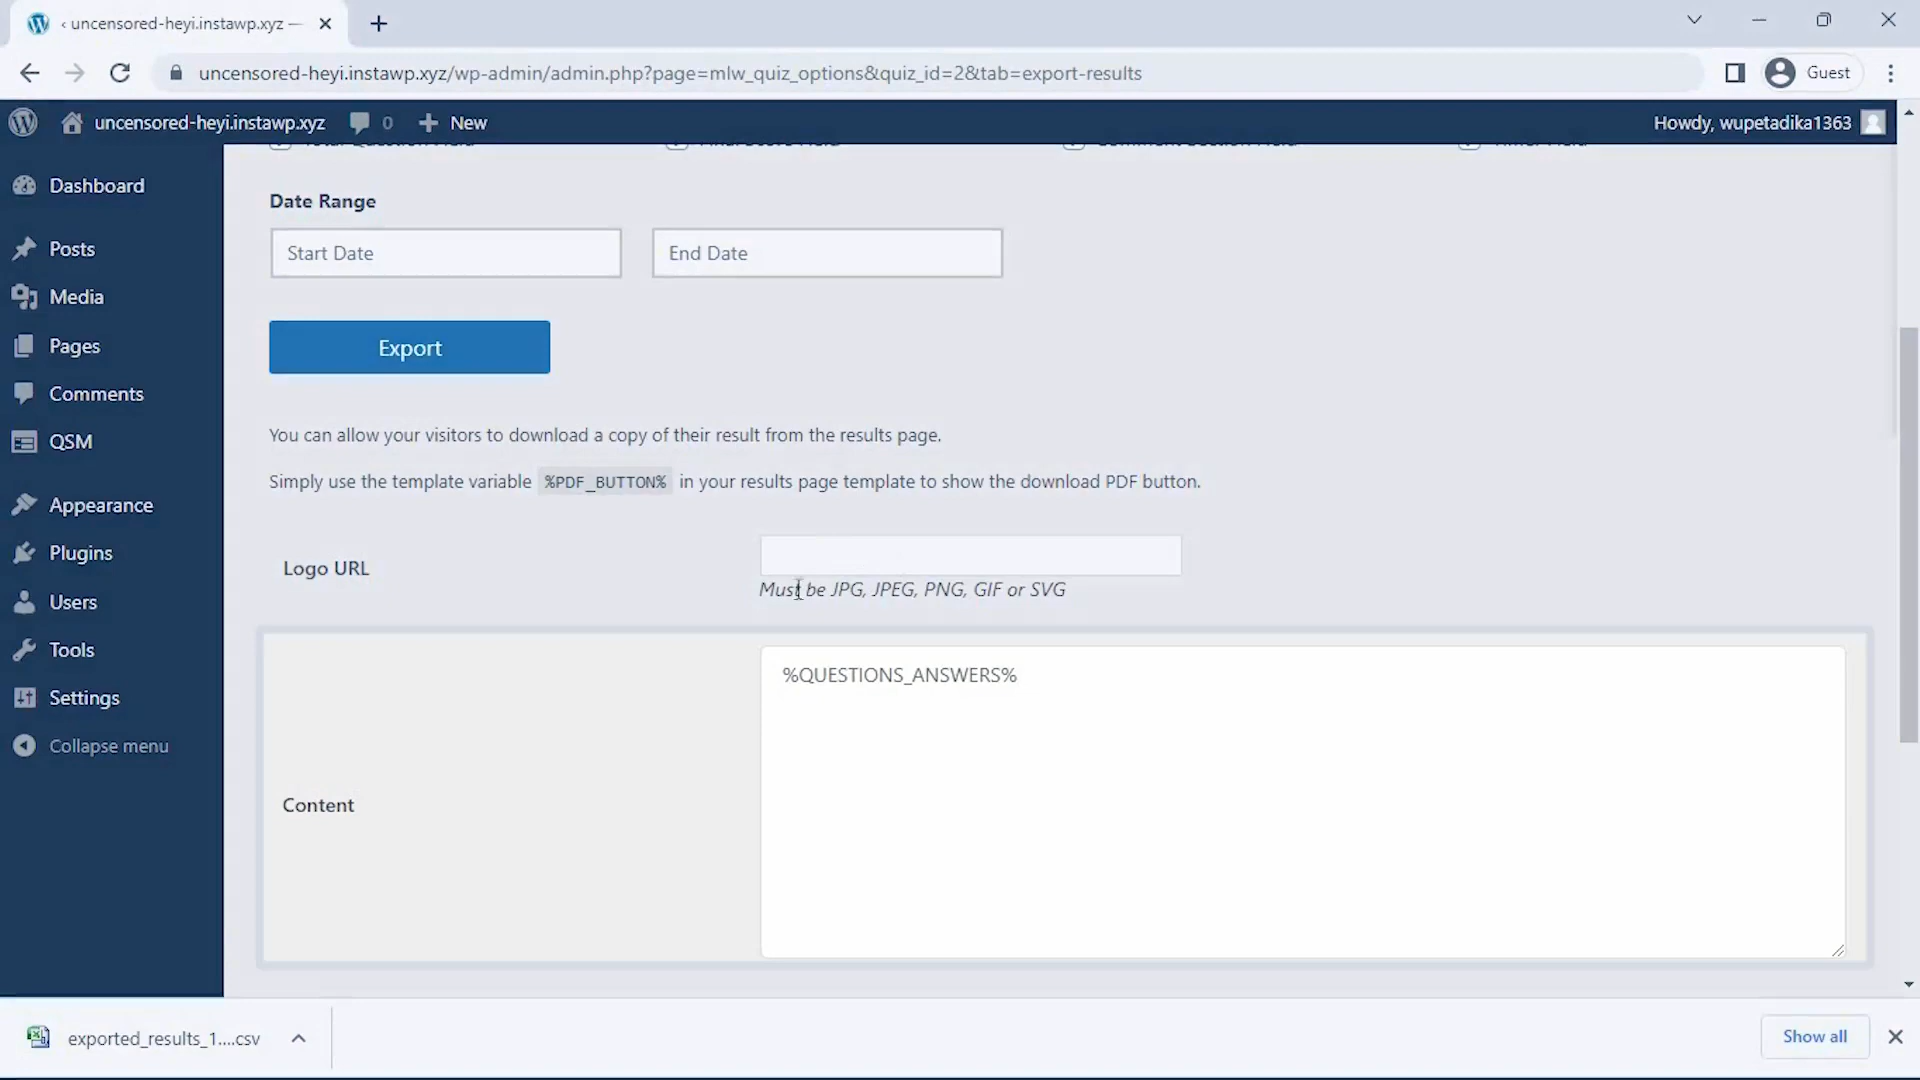 ‹ uncensored-heyi.instawp.xyz —
uncensored-heyi.instawp.xyz/wp-admin/admin.php?page=mlw_quiz_options&quiz_id=2&tab=export-results
Guest
uncensored-heyi.instawp.xyz
0
New
Howdy, wupetadika1363
Dashboard
Posts
Media
Pages
Comments
QSM
Appearance
Plugins
Users
Tools
Settings
Collapse menu
Date Range
Start Date
End Date
Export
You can allow your visitors to download a copy of their result from the results page.
Simply use the template variable %PDF_BUTTON% in your results page template to show the download PDF button.
Logo URL
Must be JPG, JPEG, PNG, GIF or SVG
Content
%QUESTIONS_ANSWERS%
exported_results_1....csv
Show all